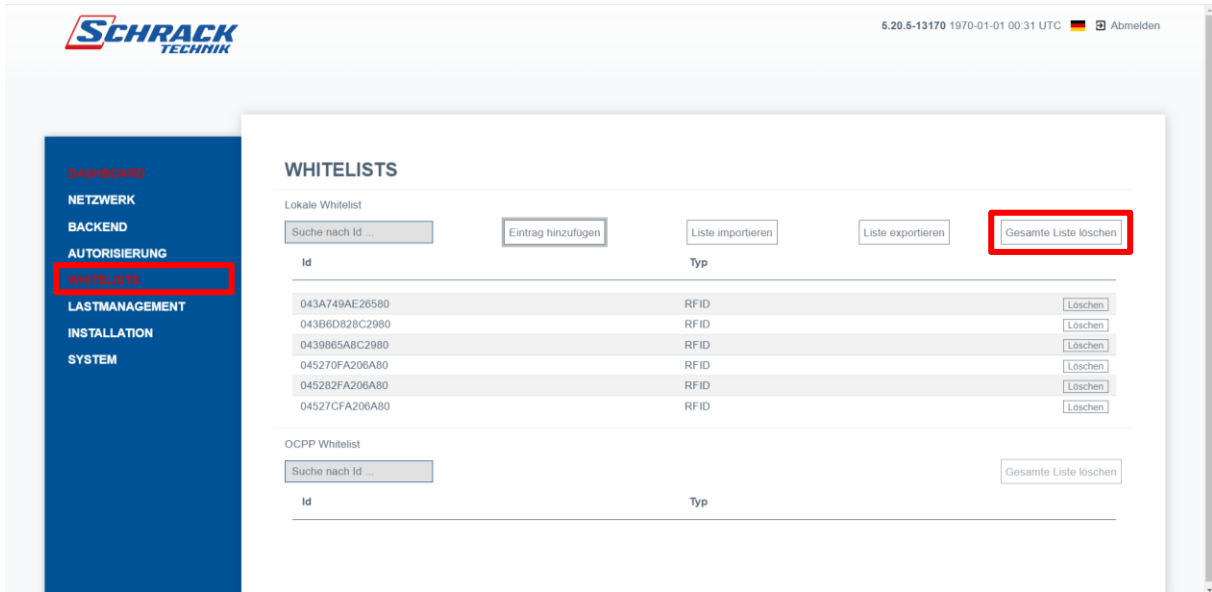 SCHRACK
TECHNIK
5.20.5-13170 1970-01-01 00:31 UTC Abmelden
DASHBOARD
NETZWERK
BACKEND
AUTORISIERUNG
WHITELISTS
LASTMANAGEMENT
INSTALLATION
SYSTEM
WHITELISTS
Lokale Whitelist
Suche nach Id ... Eintrag hinzufügen Liste importieren Liste exportieren Gesamte Liste löschen
Id Typ
043A749AE26580 RFID Löschen
043B6D828C2980 RFID Löschen
0439865A8C2980 RFID Löschen
045270FA206A80 RFID Löschen
045282FA206A80 RFID Löschen
04527CFA206A80 RFID Löschen
OCPP Whitelist
Suche nach Id ... Gesamte Liste löschen
Id Typ